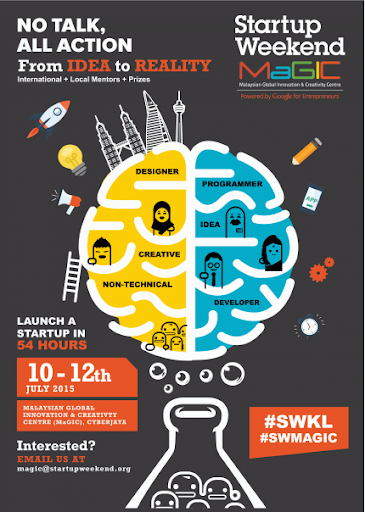 NO TALK,
ALL ACTION
From IDEA to REALITY
International + Local Mentors + Prizes
Startup
Weekend
MaGIC
Malaysian Global Innovation & Creativity Centre
Powered by Google for Entrepreneurs
DESIGNER
PROGRAMMER
IDEA
CREATIVE
NON-TECHNICAL
DEVELOPER
APP
LAUNCH A
STARTUP IN
54 HOURS
10 - 12th
JULY 2015
MALAYSIAN GLOBAL
INNOVATION & CREATIVTY
CENTRE (MaGIC), CYBERJAYA
Interested?
EMAIL US AT
magic@startupweekend.org
#SWKL
#SWMAGIC